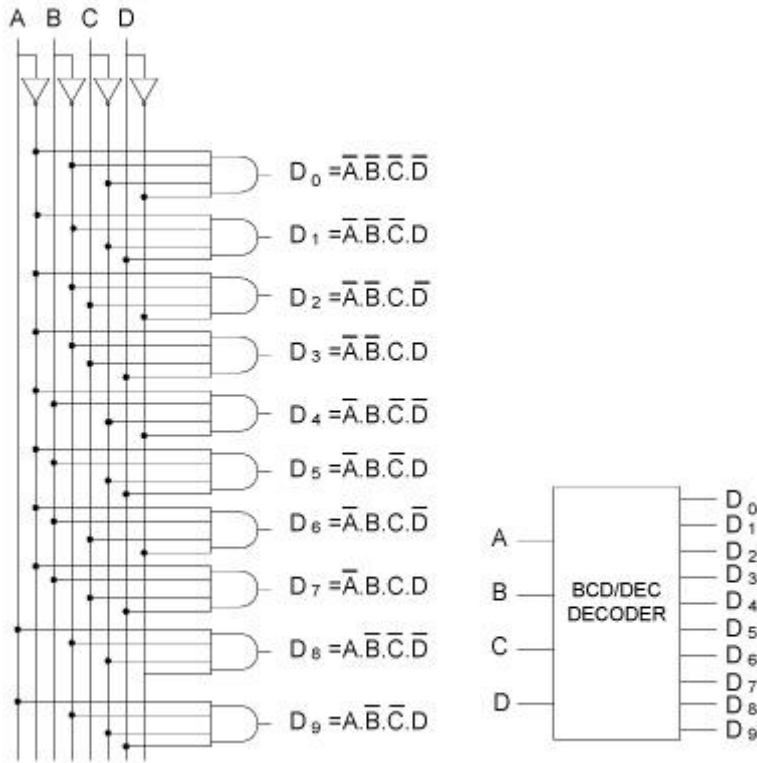 A B C D
D₀ = A̅.B̅.C̅.D̅
D₁ = A̅.B̅.C̅.D
D₂ = A̅.B̅.C.D̅
D₃ = A̅.B̅.C.D
D₄ = A̅.B.C̅.D̅
D₅ = A̅.B.C̅.D
D₆ = A̅.B.C.D̅
D₇ = A̅.B.C.D
D₈ = A.B̅.C̅.D̅
D₉ = A.B̅.C̅.D
A
B
C
D
BCD/DEC
DECODER
D₀
D₁
D₂
D₃
D₄
D₅
D₆
D₇
D₈
D₉